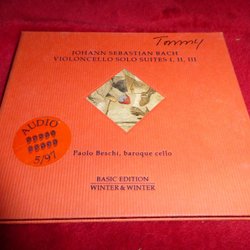 Tommy
JOHANN SEBASTIAN BACH
VIOLONCELLO SOLO SUITES I, II, III
AUDIO
5/97
Paolo Beschi, baroque cello
BASIC EDITION
WINTER & WINTER